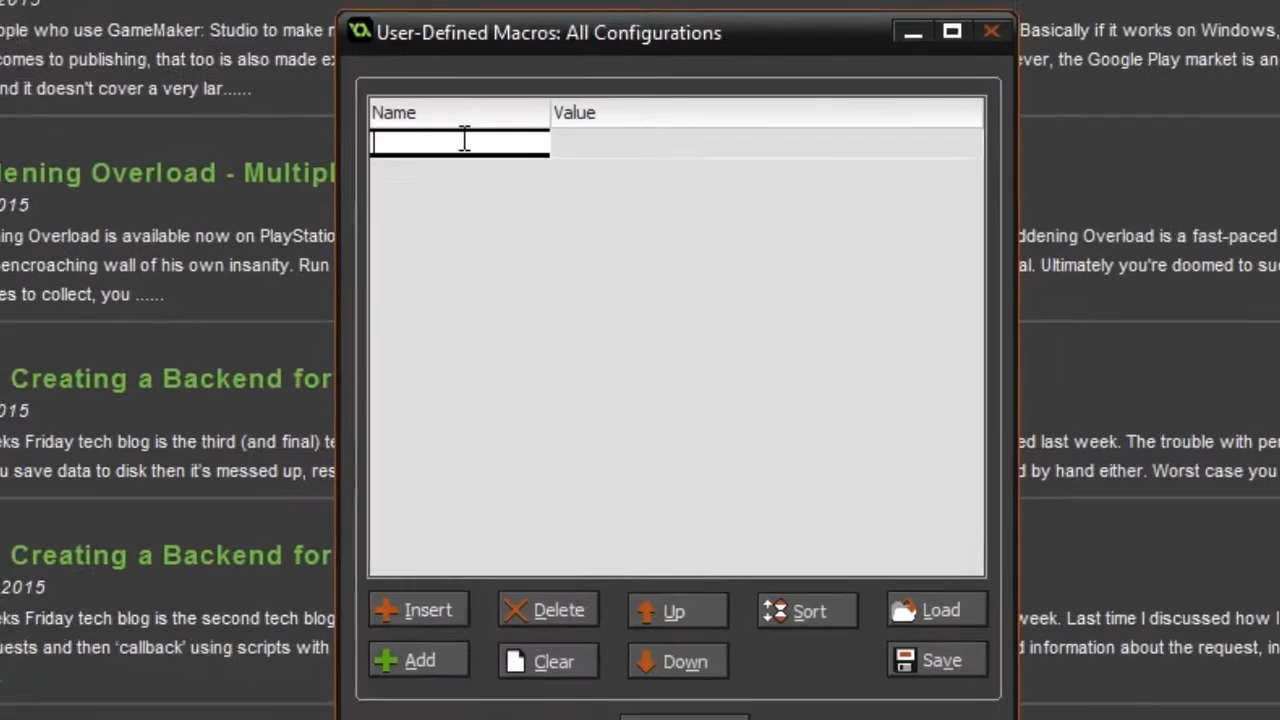 2015
ople who use GameMaker: Studio to make
comes to publishing, that too is also made
nd it doesn't cover a very lar......
User-Defined Macros: All Configurations
Basically if it works on Windows,
ever, the Google Play market is an
Name Value
dening Overload - Multipl
015
ing Overload is available now on PlayStatio
encroaching wall of his own insanity. Run
es to collect, you ......
ddening Overload is a fast-paced
al. Ultimately you're doomed to su
Creating a Backend for
015
eks Friday tech blog is the third (and final) te
u save data to disk then it's messed up, res
ed last week. The trouble with per
d by hand either. Worst case you
Creating a Backend for
2015
eks Friday tech blog is the second tech blog
uests and then 'callback' using scripts with
week. Last time I discussed how I
d information about the request, in
Insert Delete Up Sort Load
Add Clear Down Save